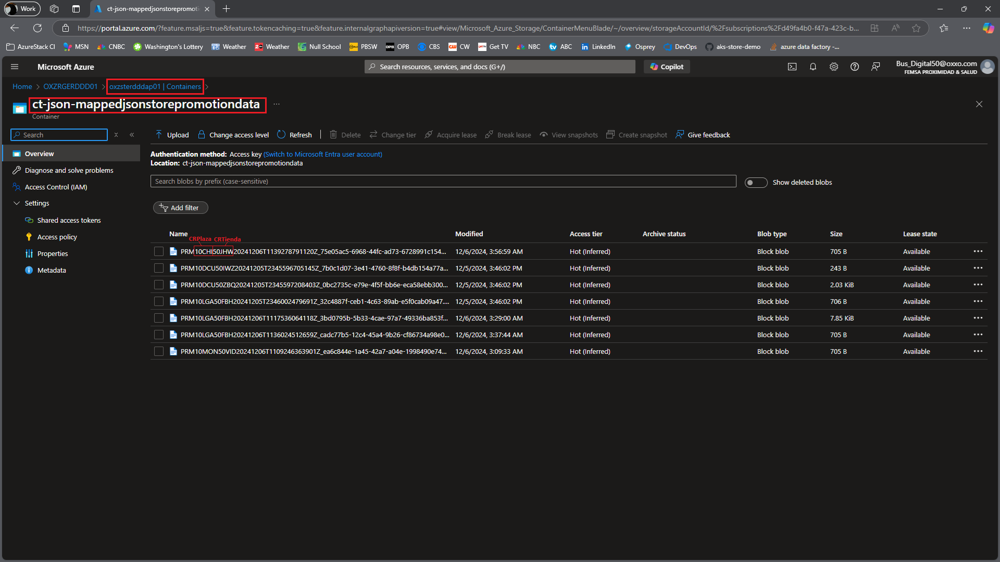 Work
ct-json-mappedjsonstorepromoti
https://portal.azure.com/?feature.msaljs=true&feature.tokencaching=true&feature.internalgraphapiversion=true#view/Microsoft_Azure_Storage/ContainerMenuBlade/~/overview/storageAccountId/%2Fsubscriptions%2Fd49fa4b0-f47a-423c-b...
AzureStack CI MSN CNBC Washington's Lottery Weather Weather Null School PBSW OPB CBS CW Get TV NBC ABC LinkedIn Osprey DevOps aks-store-demo azure data factory -...
Microsoft Azure
Search resources, services, and docs (G+/)
Copilot
Bus_Digital50@oxxo.com
FEMSA PROXIMIDAD & SALUD
Home > OXZRGERDDD01 > oxzsterdddap01 | Containers >
ct-json-mappedjsonstorepromotiondata ...
Container
Search
Upload Change access level Refresh Delete Change tier Acquire lease Break lease View snapshots Create snapshot Give feedback
Overview
Diagnose and solve problems
Access Control (IAM)
Settings
Shared access tokens
Access policy
Properties
Metadata
Authentication method: Access key (Switch to Microsoft Entra user account)
Location: ct-json-mappedjsonstorepromotiondata
Search blobs by prefix (case-sensitive)
Show deleted blobs
Add filter
Name Modified Access tier Archive status Blob type Size Lease state
CRPlaza CRTienda
PRM10CHI50JHW20241206T1139278791120Z_75e05ac5-6968-44fc-ad73-6728991c154... 12/6/2024, 3:56:59 AM Hot (Inferred) Block blob 705 B Available
PRM10DCU50IWZ20241205T2345596705145Z_7b0c1d07-3e41-4760-8f8f-b4db154a77a... 12/5/2024, 3:46:02 PM Hot (Inferred) Block blob 243 B Available
PRM10DCU50ZBQ20241205T2345597208403Z_0bc2735c-e79e-4f5f-bb6e-eca58ebb300... 12/5/2024, 3:46:02 PM Hot (Inferred) Block blob 2.03 KiB Available
PRM10LGA50FBH20241205T2346002479691Z_32c4887f-ceb1-4c63-89ab-e5f0cab09a47.... 12/5/2024, 3:46:02 PM Hot (Inferred) Block blob 706 B Available
PRM10LGA50FBH20241206T1117536064118Z_3bd0795b-5b33-4cae-97a7-49336ba853f... 12/6/2024, 3:29:00 AM Hot (Inferred) Block blob 7.85 KiB Available
PRM10LGA50FBH20241206T1136024512659Z_cadc77b5-12c4-45a4-9b26-cf86734a98e0... 12/6/2024, 3:37:44 AM Hot (Inferred) Block blob 705 B Available
PRM10MON50VID20241206T1109246363901Z_ea6c844e-1a45-42a7-a04e-1998490e74... 12/6/2024, 3:09:33 AM Hot (Inferred) Block blob 705 B Available